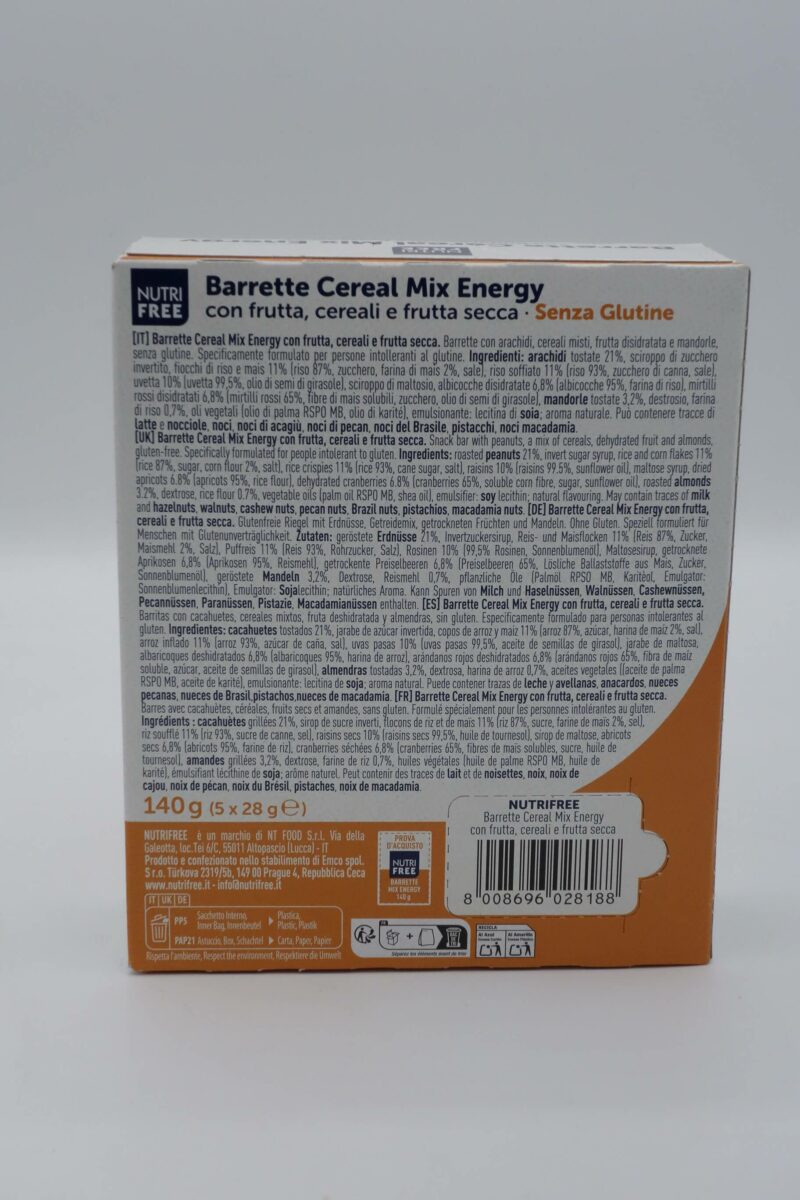 NUTRI
FREE
Barrette Cereal Mix Energy
con frutta, cereali e frutta secca · Senza Glutine
[IT] Barrette Cereal Mix Energy con frutta, cereali e frutta secca. Barrette con arachidi, cereali misti, frutta disidratata e mandorle,
senza glutine. Specificamente formulato per persone intolleranti al glutine. Ingredienti: arachidi tostate 21%, sciroppo di zucchero
invertito, fiocchi di riso e mais 11% (riso 87%, zucchero, farina di mais 2%, sale), riso soffiato 11% (riso 93%, zucchero di canna, sale),
uvetta 10% (uvetta 99,5%, olio di semi di girasole), sciroppo di maltosio, albicocche disidratate 6,8% (albicocche 95%, farina di riso), mirtilli
rossi disidratati 6,8% (mirtilli rossi 65%, fibre di mais solubili, zucchero, olio di semi di girasole), mandorle tostate 3,2%, destrosio, farina
di riso 0,7%, oli vegetali (olio di palma RSPO MB, olio di karité), emulsionante: lecitina di soia; aroma naturale. Può contenere tracce di
latte e nocciole, noci, noci di acagiù, noci di pecan, noci del Brasile, pistacchi, noci macadamia.
[UK] Barrette Cereal Mix Energy con frutta, cereali e frutta secca. Snack bar with peanuts, a mix of cereals, dehydrated fruit and almonds,
gluten-free. Specifically formulated for people intolerant to gluten. Ingredients: roasted peanuts 21%, invert sugar syrup, rice and corn flakes 11%
(rice 87%, sugar, corn flour 2%, salt), rice crispies 11% (rice 93%, cane sugar, salt), raisins 10% (raisins 99.5%, sunflower oil), maltose syrup, dried
apricots 6.8% (apricots 95%, rice flour), dehydrated cranberries 6.8% (cranberries 65%, soluble corn fibre, sugar, sunflower oil), roasted almonds
3.2%, dextrose, rice flour 0.7%, vegetable oils (palm oil RSPO MB, shea oil), emulsifier: soy lecithin; natural flavouring. May contain traces of milk
and hazelnuts, walnuts, cashew nuts, pecan nuts, Brazil nuts, pistachios, macadamia nuts. [DE] Barrette Cereal Mix Energy con frutta,
cereali e frutta secca. Glutenfreie Riegel mit Erdnüsse, Getreidemix, getrockneten Früchten und Mandeln. Ohne Gluten. Speziell formuliert für
Menschen mit Glutenunverträglichkeit. Zutaten: geröstete Erdnüsse 21%, Invertzuckersirup, Reis- und Maisflocken 11% (Reis 87%, Zucker,
Maismehl 2%, Salz), Puffreis 11% (Reis 93%, Rohrzucker, Salz), Rosinen 10% (99,5% Rosinen, Sonnenblumenöl), Maltosesirup, getrocknete
Aprikosen 6,8% (Aprikosen 95%, Reismehl), getrockente Preiselbeeren 6,8% (Preiselbeeren 65%, Lösliche Ballaststoffe aus Mais, Zucker,
Sonnenblumenöl), geröstete Mandeln 3,2%, Dextrose, Reismehl 0,7%, pflanzliche Öle (Palmöl RPSO MB, Karitéöl, Emulgator:
Sonnenblumenlecithin), Emulgator: Sojalecithin; natürliches Aroma. Kann Spuren von Milch und Haselnüssen, Walnüssen, Cashewnüssen,
Pecannüssen, Paranüssen, Pistazie, Macadamianüssen enthalten. [ES] Barrette Cereal Mix Energy con frutta, cereali e frutta secca.
Barritas con cacahuetes, cereales mixtos, fruta deshidratada y almendras, sin gluten. Específicamente formulado para personas intolerantes al
gluten. Ingredientes: cacahuetes tostados 21%, jarabe de azúcar invertida, copos de arroz y maíz 11% (arroz 87%, azúcar, harina de maíz 2%, sal),
arroz inflado 11% (arroz 93%, azúcar de caña, sal), uvas pasas 10% (uvas pasas 99,5%, aceite de semillas de girasol), jarabe de maltosa,
albaricoques deshidratados 6,8% (albaricoques 95%, harina de arroz), arándanos rojos deshidratados 6,8% (arándanos rojos 65%, fibra de maíz
soluble, azúcar, aceite de semillas de girasol), almendras tostadas 3,2%, dextrosa, harina de arroz 0,7%, aceites vegetales ((aceite de palma
RSPO MB, aceite de karité), emulsionante: lecitina de soja; aroma natural. Puede contener trazas de leche y avellanas, anacardos, nueces
pecanas, nueces de Brasil,pistachos,nueces de macadamia. [FR] Barrette Cereal Mix Energy con frutta, cereali e frutta secca.
Barres avec cacahuètes, céréales, fruits secs et amandes, sans gluten. Formulé spécialement pour les personnes intolérantes au gluten.
Ingrédients : cacahuètes grillées 21%, sirop de sucre inverti, flocons de riz et de maïs 11% (riz 87%, sucre, farine de maïs 2%, sel),
riz soufflé 11% (riz 93%, sucre de canne, sel), raisins secs 10% (raisins secs 99,5%, huile de tournesol), sirop de maltose, abricots
secs 6,8% (abricots 95%, farine de riz), cranberries séchées 6,8% (cranberries 65%, fibres de maïs solubles, sucre, huile de
tournesol), amandes grillées 3,2%, dextrose, farine de riz 0,7%, huiles végétales (huile de palme RSPO MB, huile de
karité), émulsifiant lécithine de soja; arôme naturel. Peut contenir des traces de lait et de noisettes, noix, noix de
cajou, noix de pécan, noix du Brésil, pistaches, noix de macadamia.
140 g (5 x 28 g ℮)
NUTRIFREE è un marchio di NT FOOD S.r.l. Via della
Galeotta, loc.Tei 6/C, 55011 Altopascio (Lucca) - IT
Prodotto e confezionato nello stabilimento di Emco spol.
S r.o. Türkova 2319/5b, 149 00 Prague 4, Repubblica Ceca
www.nutrifree.it - info@nutrifree.it
PROVA
D'ACQUISTO
NUTRI
FREE
BARRETTE
MIX ENERGY
140 g
NUTRIFREE
Barrette Cereal Mix Energy
con frutta, cereali e frutta secca
8 008696 028188
IT UK DE
PP5 Sacchetto Interno, Inner Bag, Innenbeutel Plastica, Plastic, Plastik
PAP21 Astuccio, Box, Schachtel Carta, Paper, Papier
Rispetta l'ambiente, Respect the environment, Respektiere die Umwelt
FR
+
Séparez les éléments avant de trier
RECICLA
Al Azul
Al Amarillo